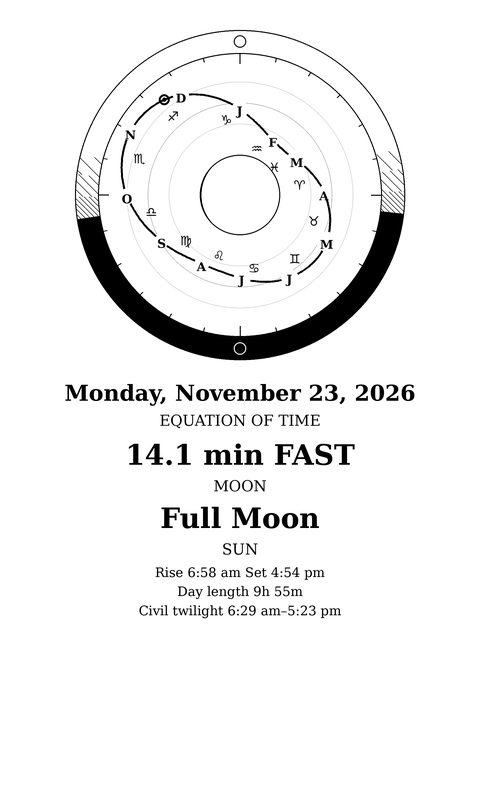 D
J
♐
♑
N
F
♒
♏
M
♓
♈
O
A
♎
♉
S
♍
M
♌
♊
A
♋
J
J
Monday, November 23, 2026
EQUATION OF TIME
14.1 min FAST
MOON
Full Moon
SUN
Rise 6:58 am Set 4:54 pm
Day length 9h 55m
Civil twilight 6:29 am–5:23 pm